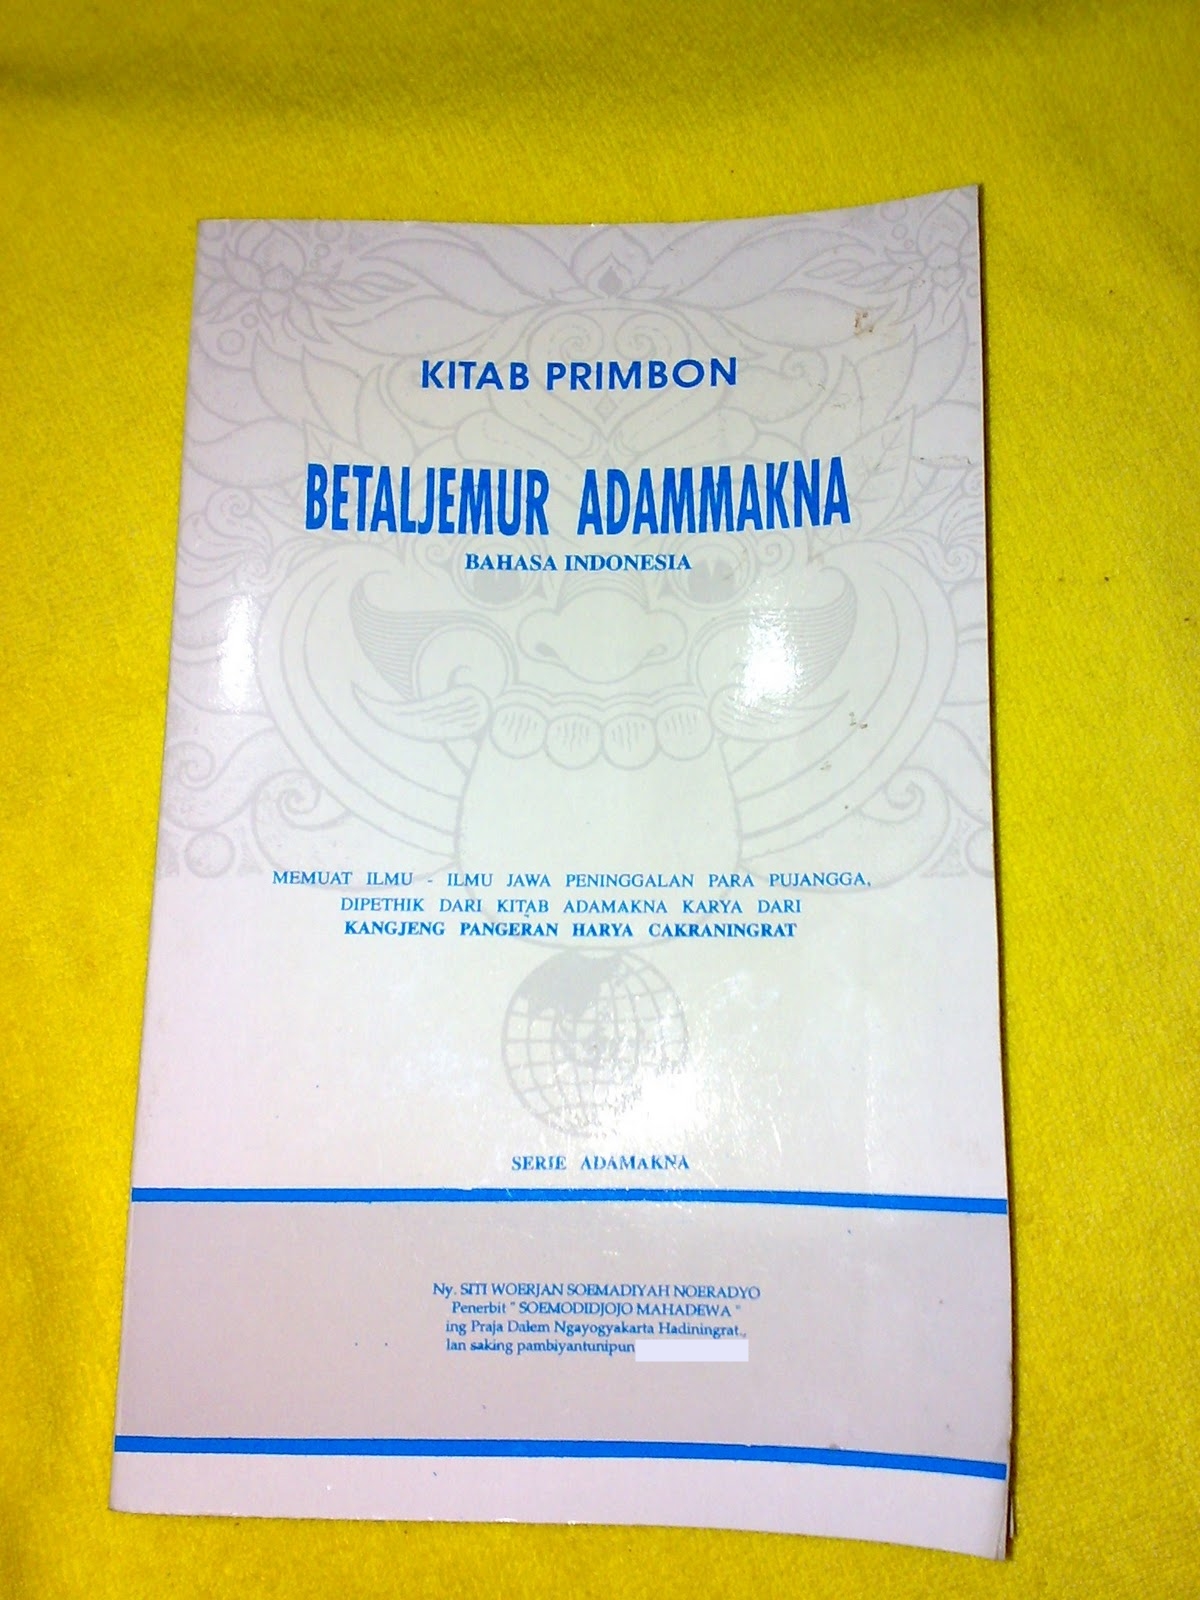 KITAB PRIMBON
BETALJEMUR ADAMMAKNA
BAHASA INDONESIA
MEMUAT ILMU - ILMU JAWA PENINGGALAN PARA PUJANGGA,
DIPETHIK DARI KITAB ADAMAKNA KARYA DARI
KANGJENG PANGERAN HARYA CAKRANINGRAT
SERIE ADAMAKNA
Ny. SITI WOERJAN SOEMADIYAH NOERADYO
Penerbit " SOEMODIDJOJO MAHADEWA "
ing Praja Dalem Ngayogyakarta Hadiningrat.,
lan saking pambiyantunipun